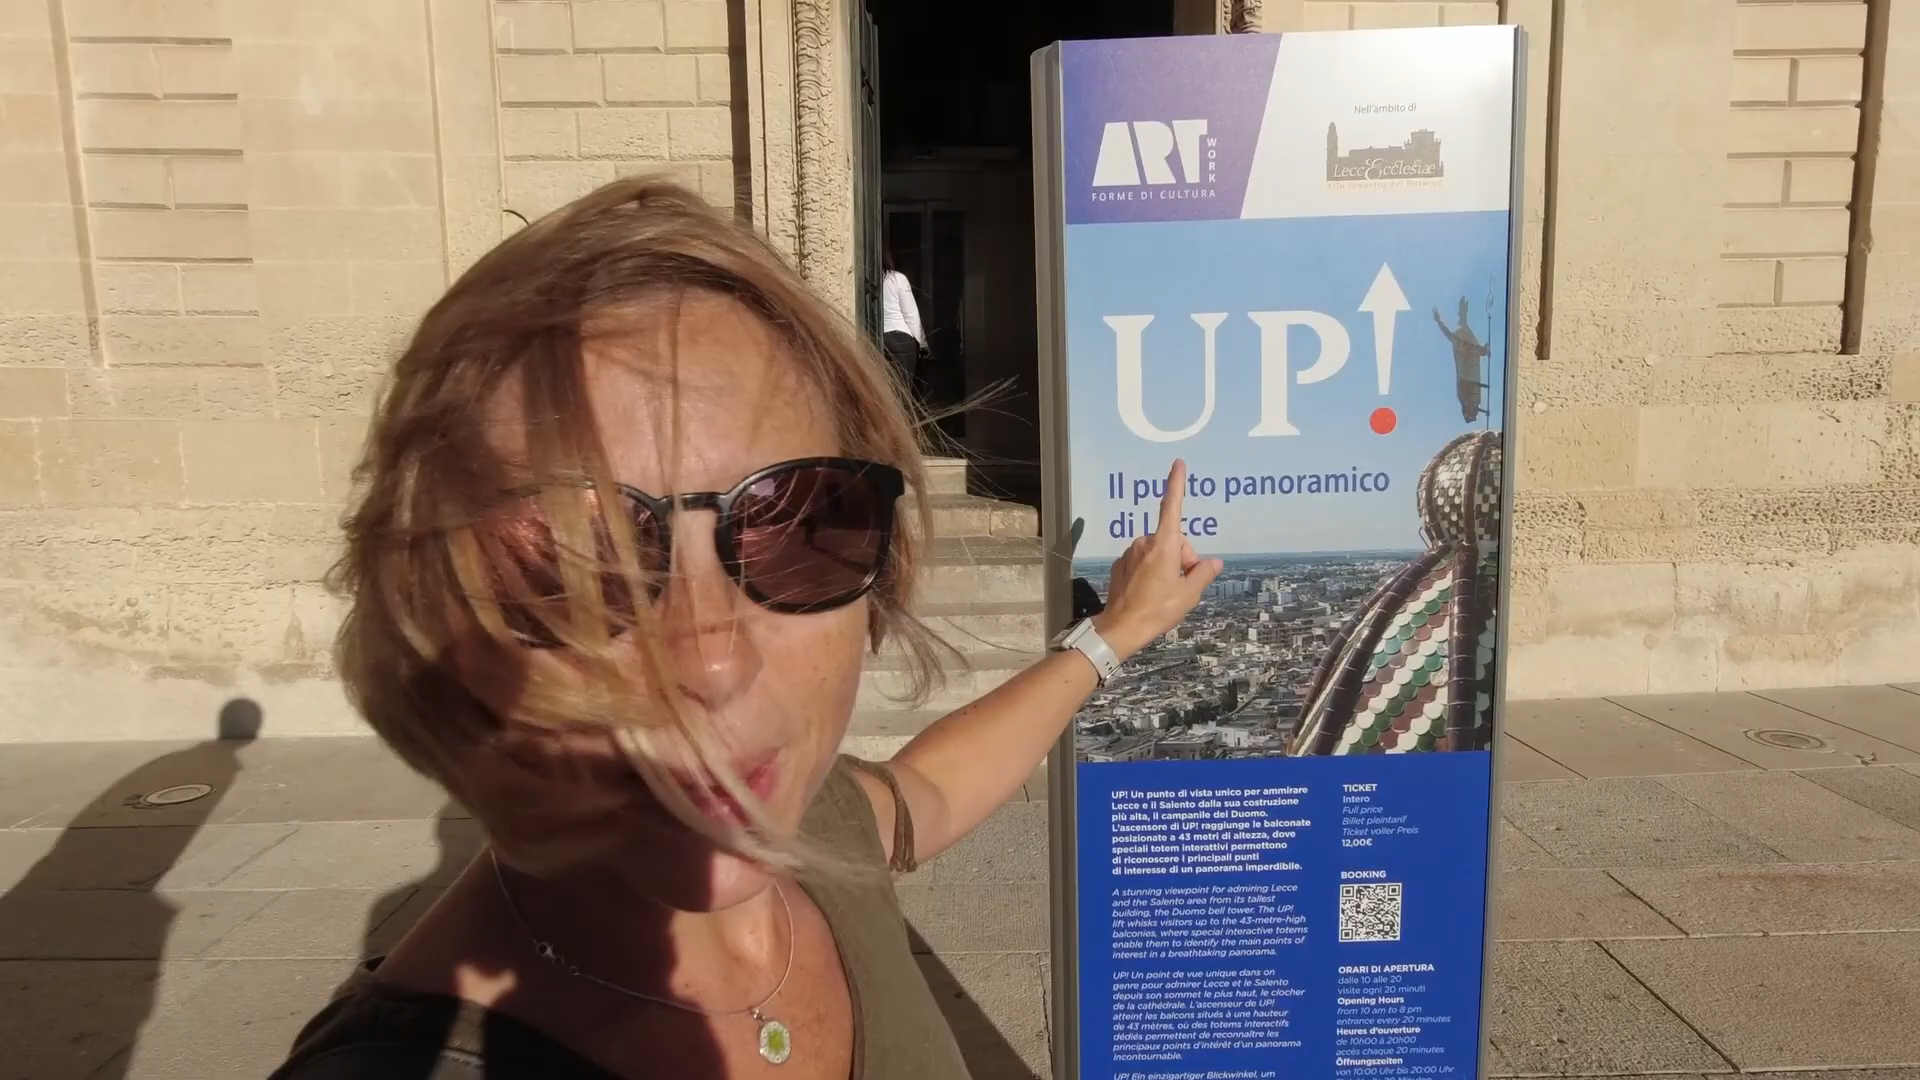 ART
WORK
FORME DI CULTURA
Nell'ambito di
LeccEcclesiae
Alla scoperta del Barocco
UP!
Il punto panoramico
di Lecce
UP! Un punto di vista unico per ammirare
Lecce e il Salento dalla sua costruzione
più alta, il campanile del Duomo.
L'ascensore di UP! raggiunge le balconate
posizionate a 43 metri di altezza, dove
speciali totem interattivi permettono
di riconoscere i principali punti
di interesse di un panorama imperdibile.
A stunning viewpoint for admiring Lecce
and the Salento area from its tallest
building, the Duomo bell tower. The UP!
lift whisks visitors up to the 43-metre-high
balconies, where special interactive totems
enable them to identify the main points of
interest in a breathtaking panorama.
UP! Un point de vue unique dans on
genre pour admirer Lecce et le Salento
depuis son sommet le plus haut, le clocher
de la cathédrale. L'ascenseur de UP!
atteint les balcons situés à une hauteur
de 43 mètres, où des totems interactifs
dédiés permettent de reconnaître les
principaux points d'intérêt d'un panorama
incontournable.
UP! Ein einzigartiger Blickwinkel, um
TICKET
Intero
Full price
Billet pleintarif
Ticket voller Preis
12,00€
BOOKING
ORARI DI APERTURA
dalle 10 alle 20
visite ogni 20 minuti
Opening Hours
from 10 am to 8 pm
entrance every 20 minutes
Heures d'ouverture
de 10h00 à 20h00
accès chaque 20 minutes
Öffnungszeiten
von 10:00 Uhr bis 20:00 Uhr